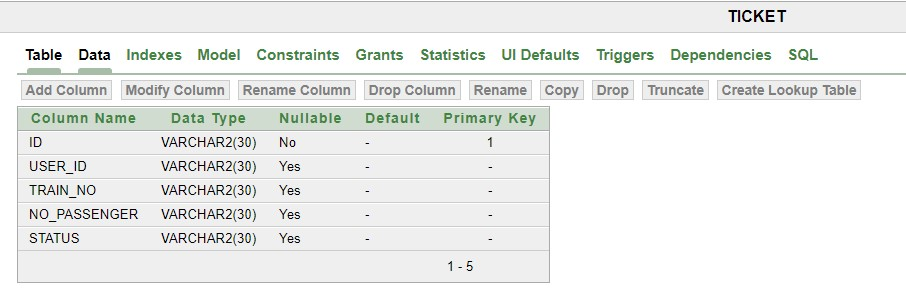 TICKET
Table Data Indexes Model Constraints Grants Statistics UI Defaults Triggers Dependencies SQL
Add Column Modify Column Rename Column Drop Column Rename Copy Drop Truncate Create Lookup Table
Column Name Data Type Nullable Default Primary Key
ID VARCHAR2(30) No - 1
USER_ID VARCHAR2(30) Yes - -
TRAIN_NO VARCHAR2(30) Yes - -
NO_PASSENGER VARCHAR2(30) Yes - -
STATUS VARCHAR2(30) Yes - -
1 - 5